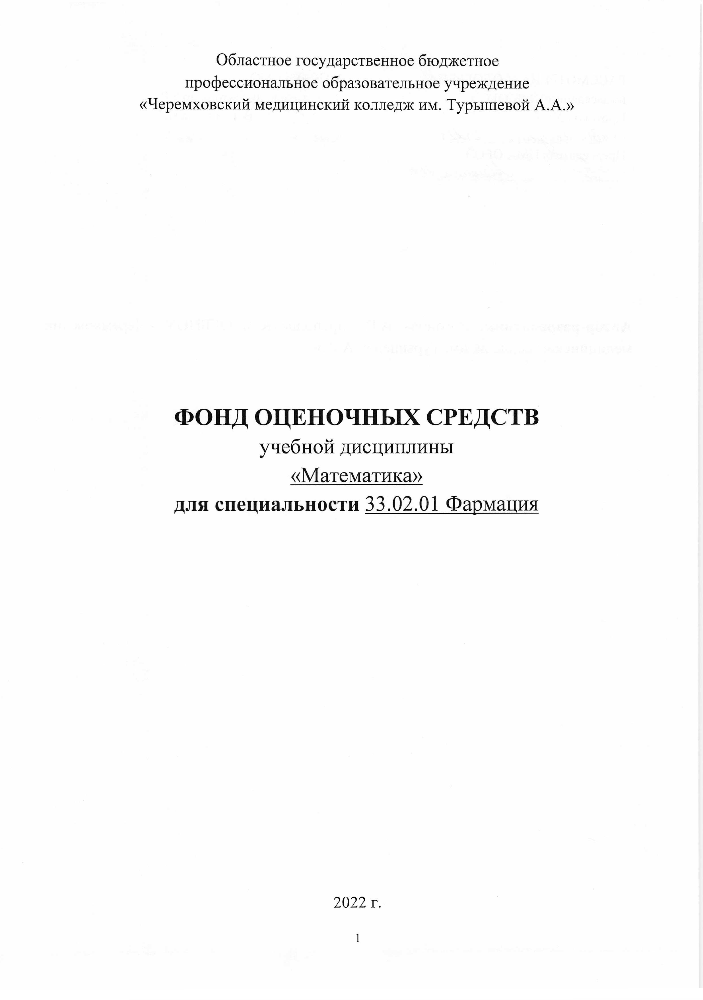 Областное государственное бюджетное
профессиональное образовательное учреждение
«Черемховский медицинский колледж им. Турышевой А.А.»
ФОНД ОЦЕНОЧНЫХ СРЕДСТВ
учебной дисциплины
«Математика»
для специальности 33.02.01 Фармация
2022 г.
1